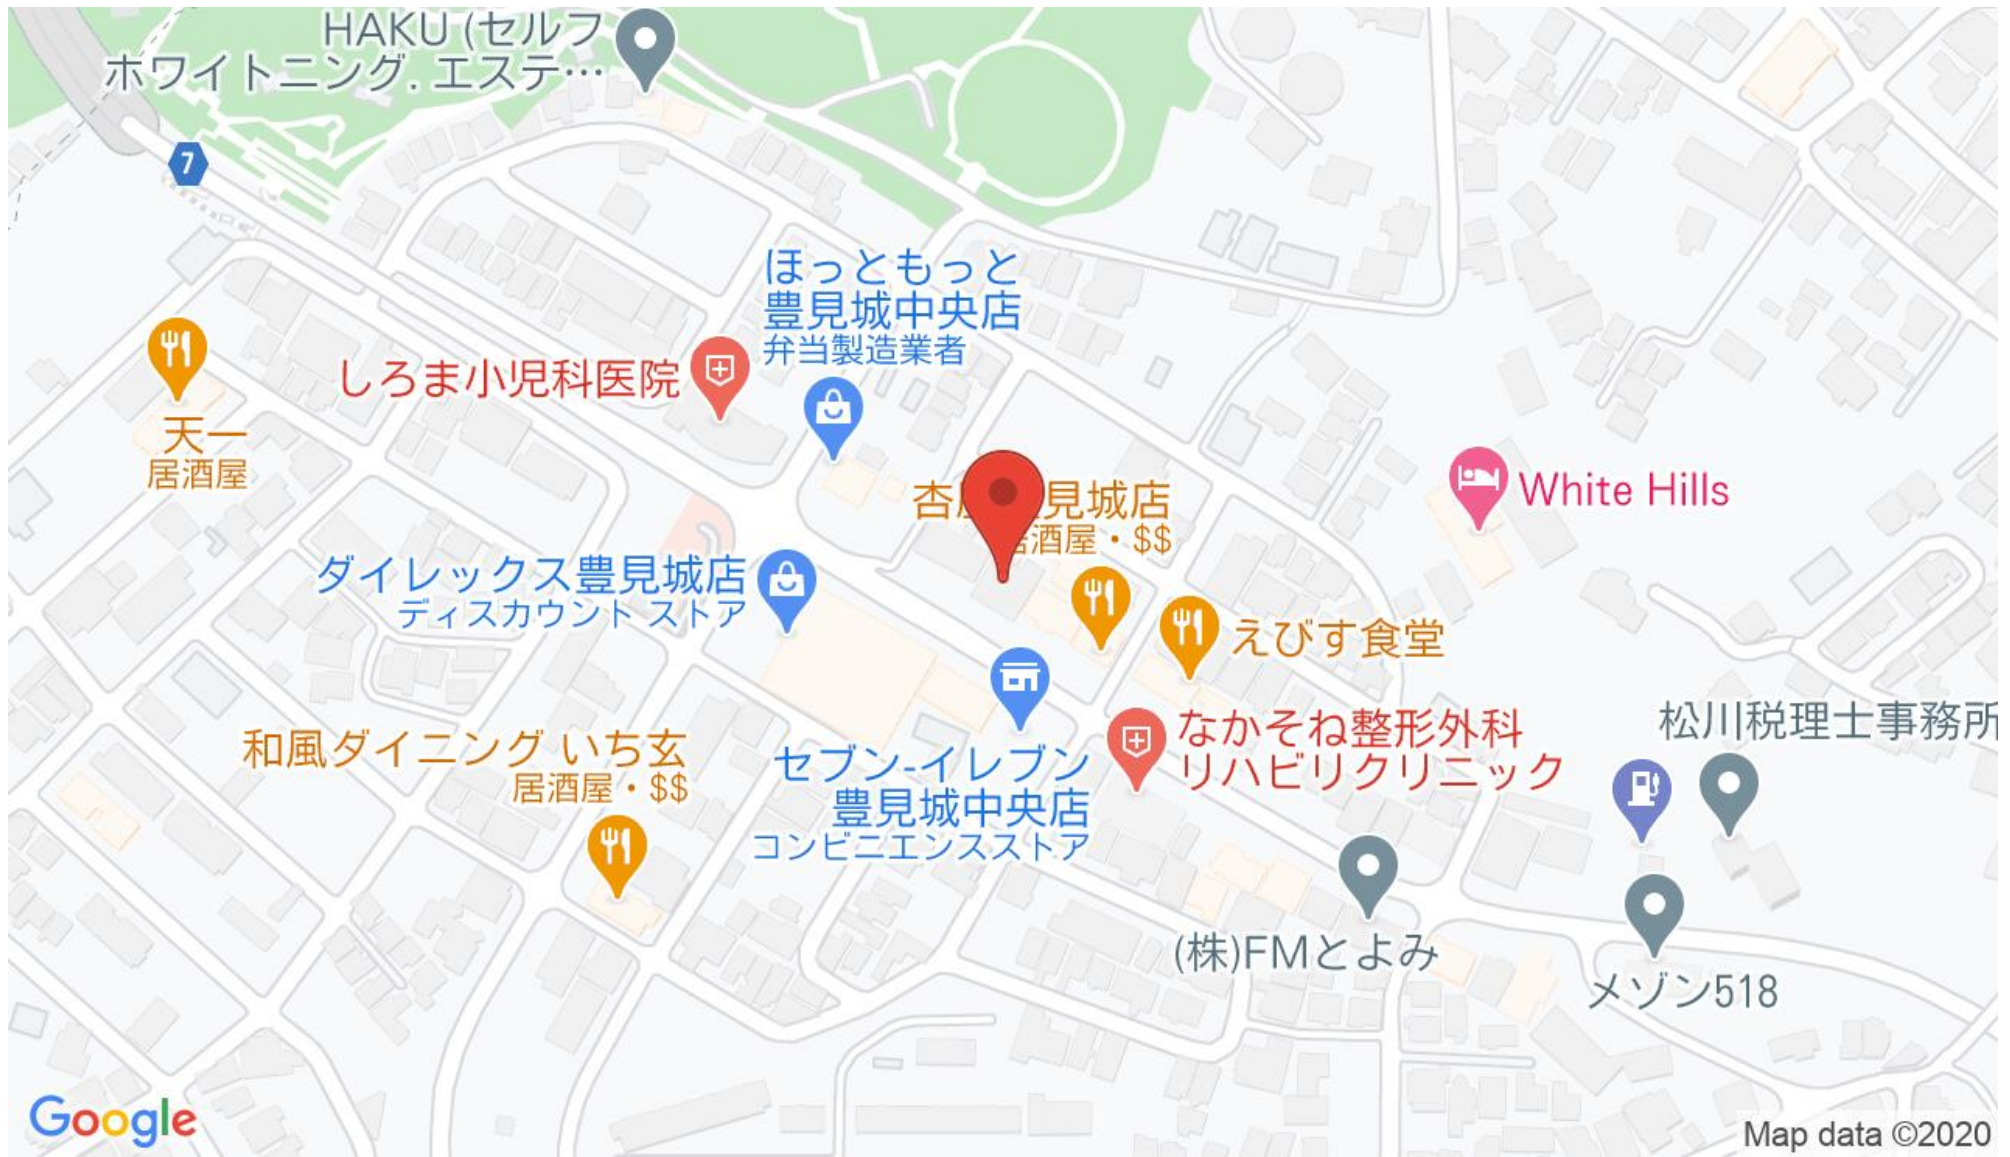 HAKU (セルフ
ホワイトニング. エステ…
7
ほっともっと
豊見城中央店
弁当製造業者
しろま小児科医院
天一
居酒屋
杏 見城店
酒屋・$$
White Hills
ダイレックス豊見城店
ディスカウント ストア
えびす食堂
和風ダイニング いち玄
居酒屋・$$
セブン-イレブン
豊見城中央店
コンビニエンスストア
なかそね整形外科
リハビリクリニック
松川税理士事務所
(株)FMとよみ
メゾン518
Google
Map data ©2020